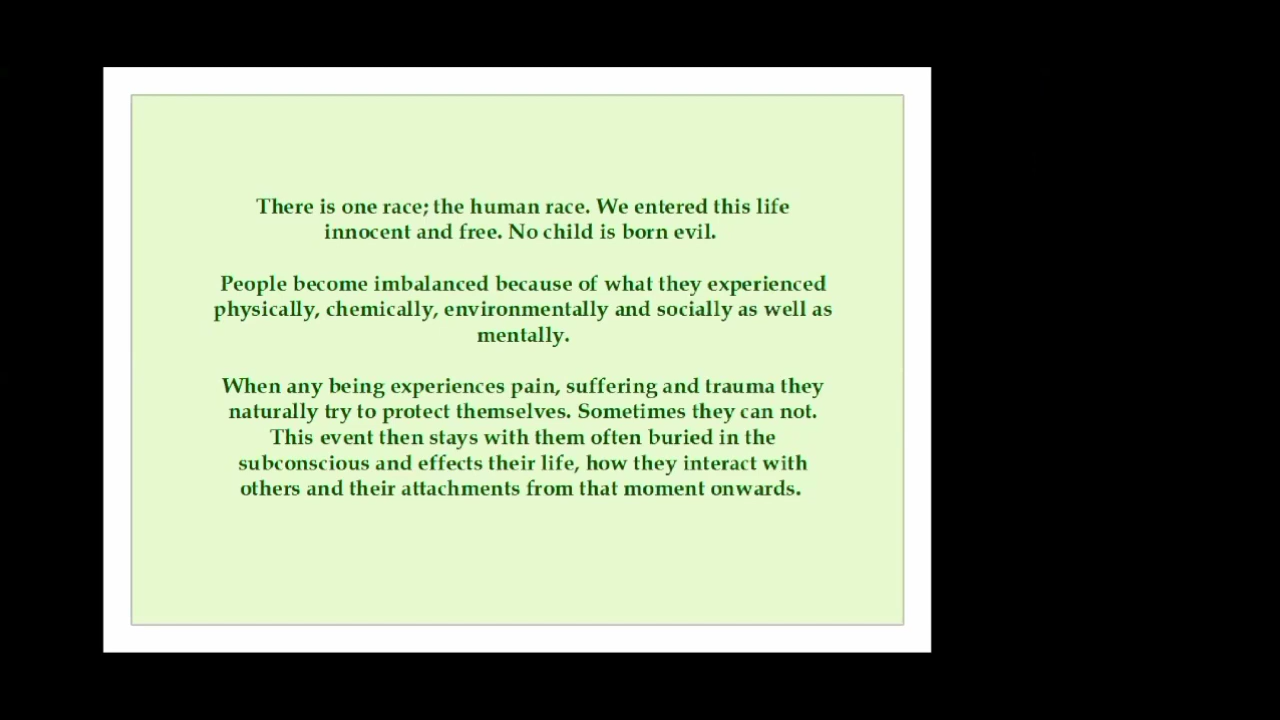 There is one race; the human race. We entered this life
innocent and free. No child is born evil.
People become imbalanced because of what they experienced
physically, chemically, environmentally and socially as well as
mentally.
When any being experiences pain, suffering and trauma they
naturally try to protect themselves. Sometimes they can not.
This event then stays with them often buried in the
subconscious and effects their life, how they interact with
others and their attachments from that moment onwards.